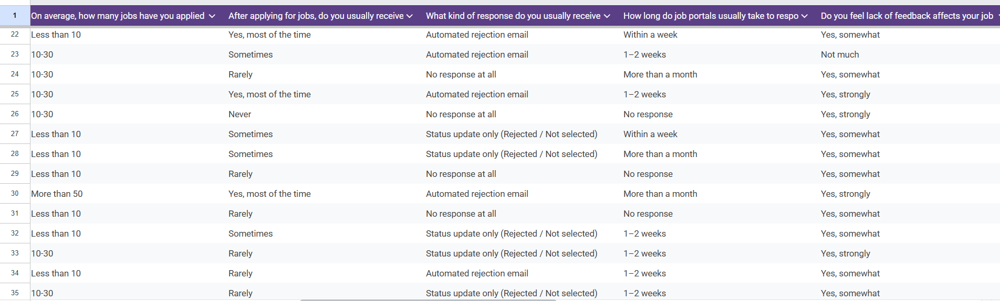 1 On average, how many jobs have you applied After applying for jobs, do you usually receive What kind of response do you usually receive How long do job portals usually take to respo Do you feel lack of feedback affects your job
22 Less than 10 Yes, most of the time Automated rejection email Within a week Yes, somewhat
23 10-30 Sometimes Automated rejection email 1–2 weeks Not much
24 10-30 Rarely No response at all More than a month Yes, somewhat
25 10-30 Yes, most of the time Automated rejection email 1–2 weeks Yes, strongly
26 10-30 Never No response at all No response Yes, strongly
27 Less than 10 Sometimes Status update only (Rejected / Not selected) Within a week Yes, somewhat
28 Less than 10 Sometimes Status update only (Rejected / Not selected) More than a month Yes, somewhat
29 Less than 10 Rarely No response at all No response Yes, somewhat
30 More than 50 Yes, most of the time Automated rejection email More than a month Yes, strongly
31 Less than 10 Rarely No response at all No response Yes, somewhat
32 Less than 10 Sometimes Status update only (Rejected / Not selected) 1–2 weeks Yes, somewhat
33 10-30 Rarely Status update only (Rejected / Not selected) 1–2 weeks Yes, strongly
34 Less than 10 Rarely Automated rejection email 1–2 weeks Yes, somewhat
35 10-30 Rarely Status update only (Rejected / Not selected) 1–2 weeks Yes, somewhat